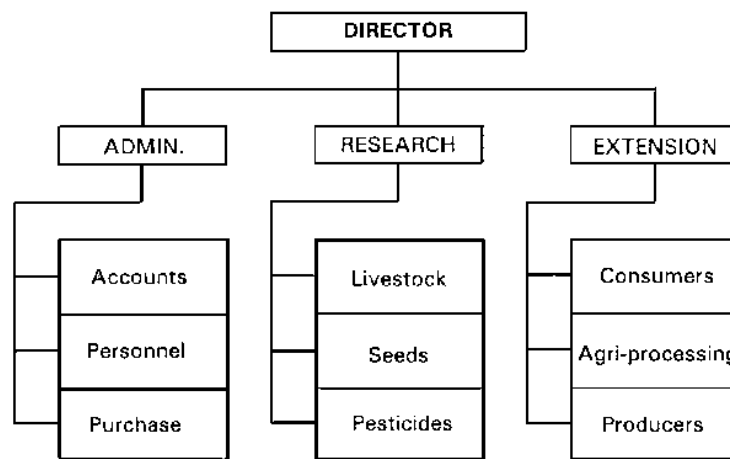 DIRECTOR
ADMIN.
RESEARCH
EXTENSION
Accounts
Personnel
Purchase
Livestock
Seeds
Pesticides
Consumers
Agri-processing
Producers